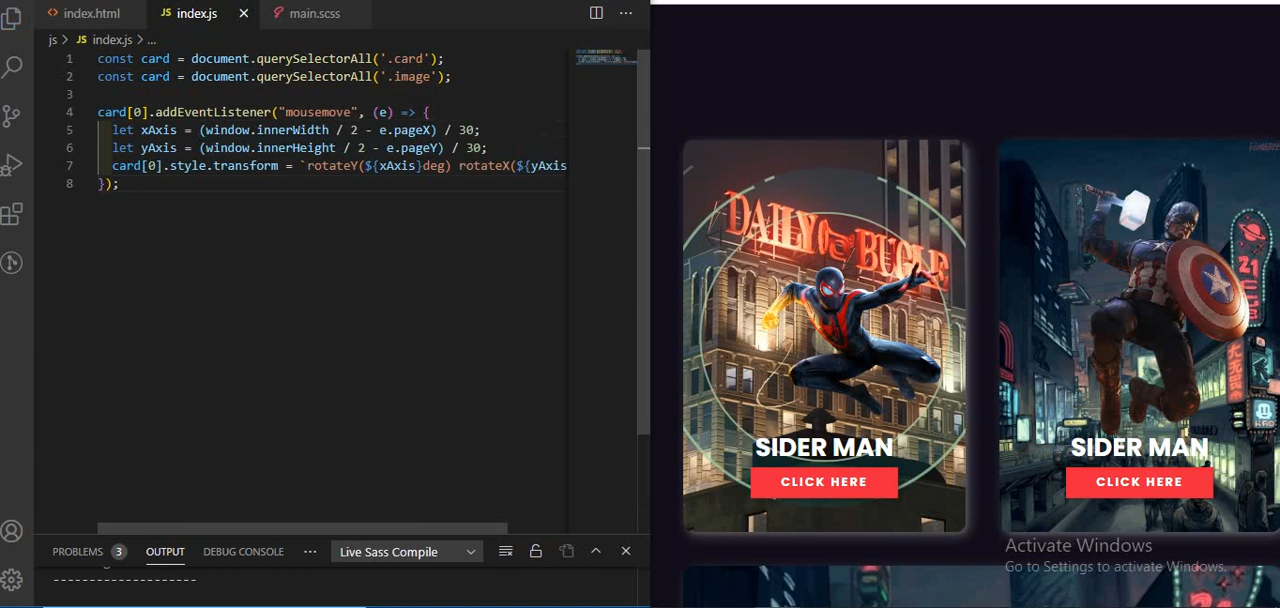 index.html
JS index.js
main.scss
js > JS index.js > ...
1 const card = document.querySelectorAll('.card');
2 const card = document.querySelectorAll('.image');
3
4 card[0].addEventListener("mousemove", (e) => {
5 let xAxis = (window.innerWidth / 2 - e.pageX) / 30;
6 let yAxis = (window.innerHeight / 2 - e.pageY) / 30;
7 card[0].style.transform = `rotateY(${xAxis}deg) rotateX(${yAxis
8 });
PROBLEMS 3 OUTPUT DEBUG CONSOLE ... Live Sass Compile
--------------------
DAILY BUGLE
SIDER MAN
CLICK HERE
21
SIDER MAN
CLICK HERE
Activate Windows
Go to Settings to activate Windows.